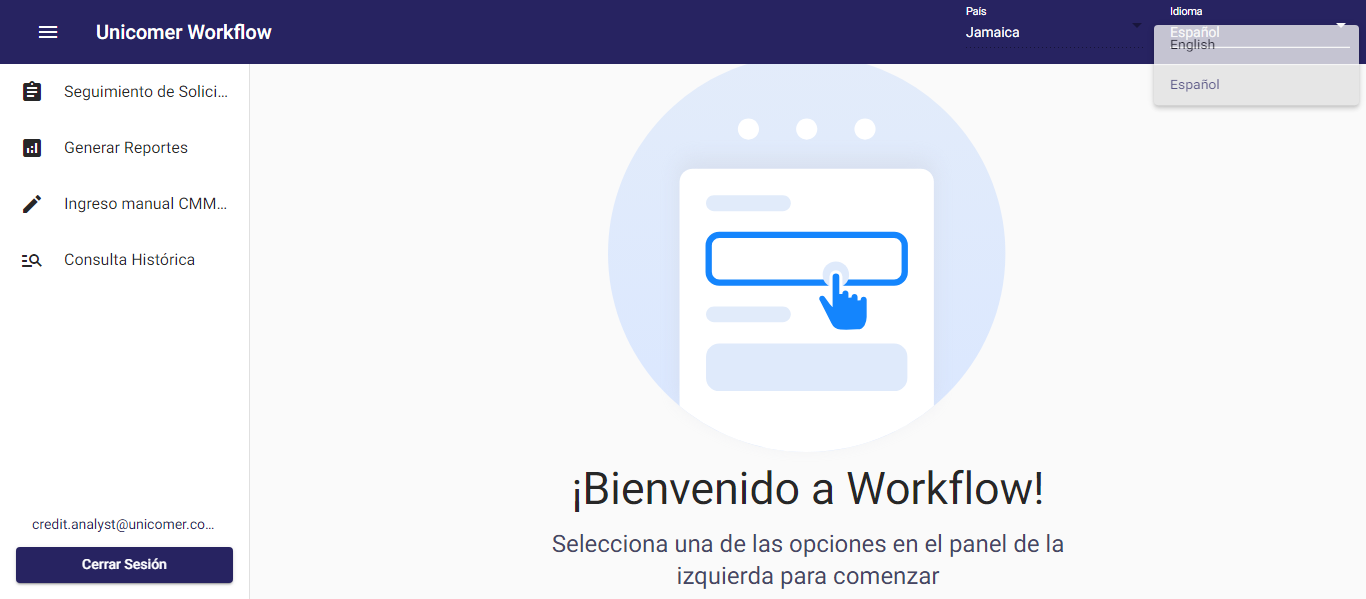 Unicomer Workflow
País
Jamaica
Idioma
Español
English
Español
Seguimiento de Solici...
Generar Reportes
Ingreso manual CMM...
Consulta Histórica
¡Bienvenido a Workflow!
Selecciona una de las opciones en el panel de la
izquierda para comenzar
credit.analyst@unicomer.co...
Cerrar Sesión